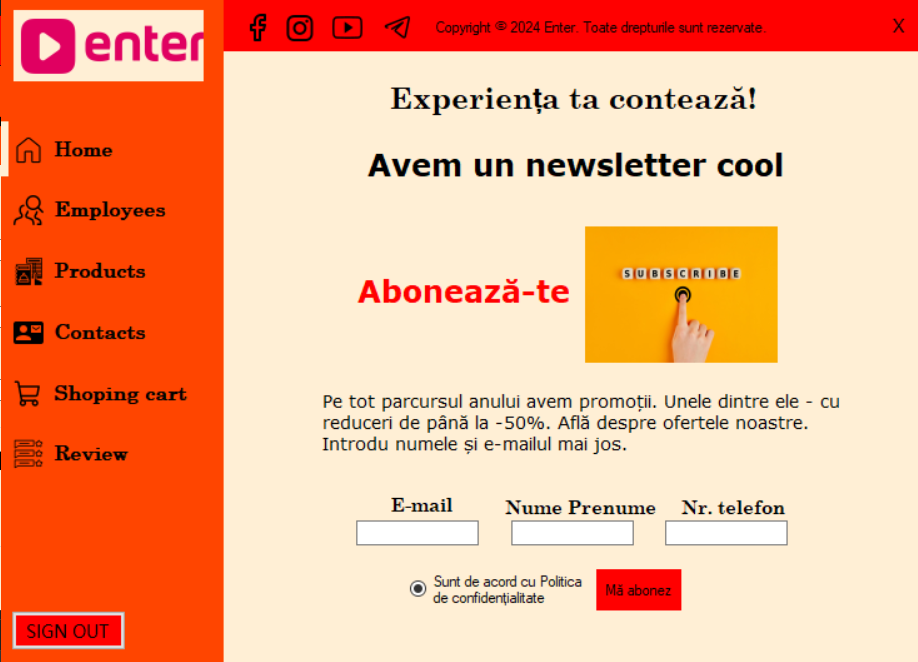 enter
Copyright © 2024 Enter. Toate drepturile sunt rezervate.
X
Home
Employees
Products
Contacts
Shoping cart
Review
SIGN OUT
Experiența ta contează!
Avem un newsletter cool
Abonează-te
SUBSCRIBE
Pe tot parcursul anului avem promoții. Unele dintre ele - cu
reduceri de până la -50%. Află despre ofertele noastre.
Introdu numele și e-mailul mai jos.
E-mail
Nume Prenume
Nr. telefon
Sunt de acord cu Politica
de confidențialitate
Mă abonez